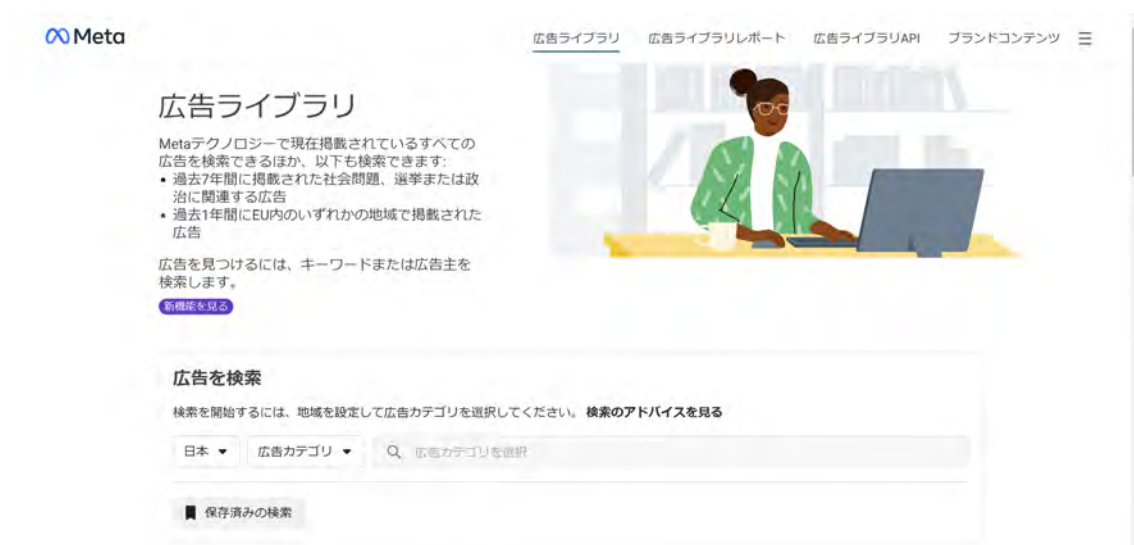 Meta
広告ライブラリ 広告ライブラリレポート 広告ライブラリAPI ブランドコンテンツ
広告ライブラリ
Metaテクノロジーで現在掲載されているすべての
広告を検索できるほか、以下も検索できます:
• 過去7年間に掲載された社会問題、選挙または政
治に関連する広告
• 過去1年間にEU内のいずれかの地域で掲載された
広告
広告を見つけるには、キーワードまたは広告主を
検索します。
新機能を見る
広告を検索
検索を開始するには、地域を設定して広告カテゴリを選択してください。 検索のアドバイスを見る
日本 広告カテゴリ 広告カテゴリを選択
保存済みの検索